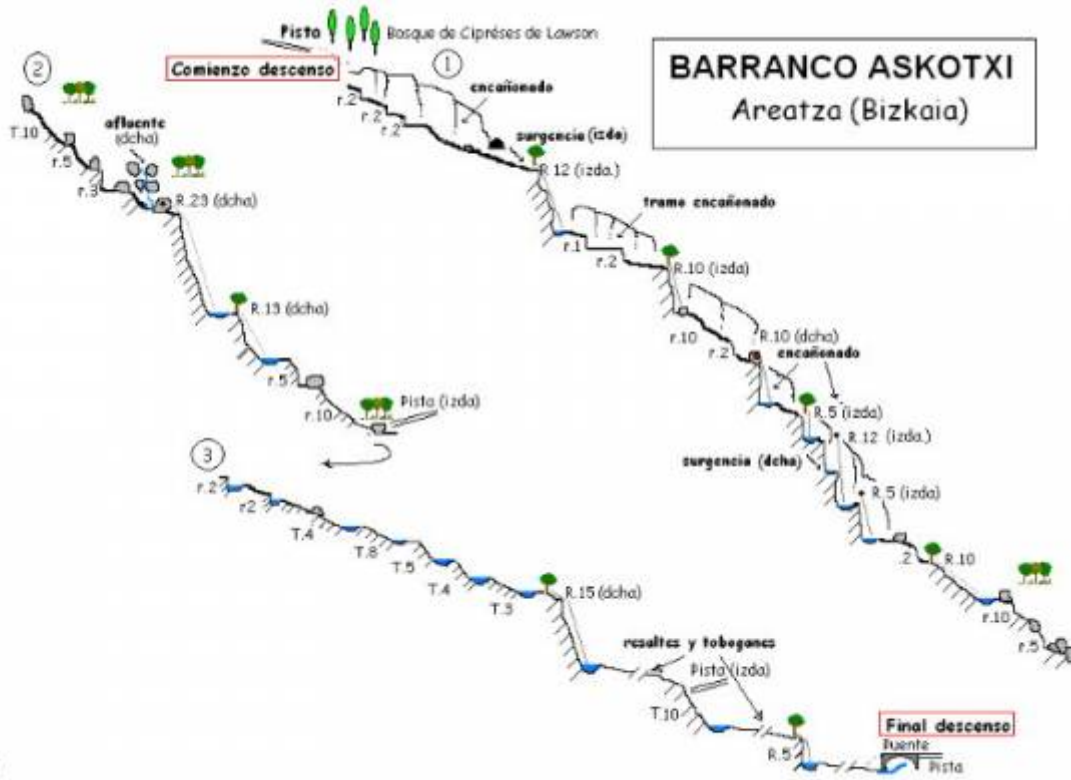 BARRANCO ASKOTXI
Areatza (Bizkaia)
1
Pista
Bosque de Cipréses de Lawson
Comienzo descenso
r.2
r.2
r.2
encañonado
surgencia (izda)
R.12 (izda.)
tramo encañonado
r.1
r.2
R.10 (izda)
r.10
r.2
R.10 (dcha)
encañonado
R.5 (izda)
R.12 (izda.)
surgencia (dcha)
R.5 (izda)
.2
R.10
r.10
r.5
2
T.10
r.5
r.3
afluente
(dcha)
R.23 (dcha)
R.13 (dcha)
r.5
r.10
Pista (izda)
3
r.2
r2
T.4
T.8
T.5
T.4
T.3
R.15 (dcha)
resaltes y toboganes
Pista (izda)
T.10
R.5
Final descenso
Puente
Pista